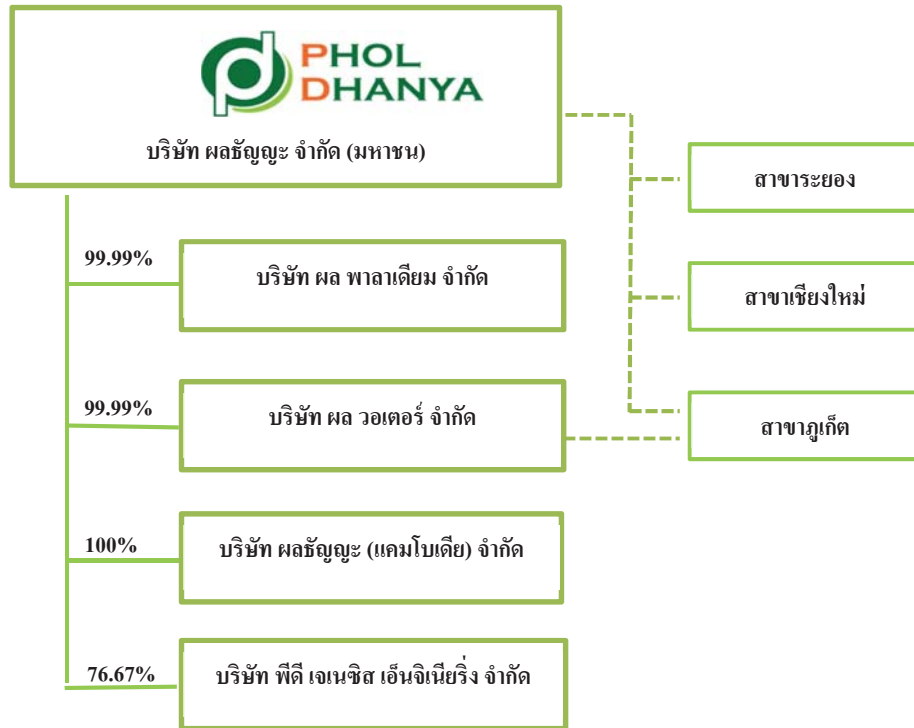 PHOL
DHANYA
บริษัท ผลธัญญะ จำกัด (มหาชน)
สาขาระยอง
99.99%
บริษัท ผล พาลาเดียม จำกัด
สาขาเชียงใหม่
99.99%
บริษัท ผล วอเตอร์ จำกัด
สาขาภูเก็ต
100%
บริษัท ผลธัญญะ (แคมโบเดีย) จำกัด
76.67%
บริษัท พีดี เจเนซิส เอ็นจิเนียริ่ง จำกัด